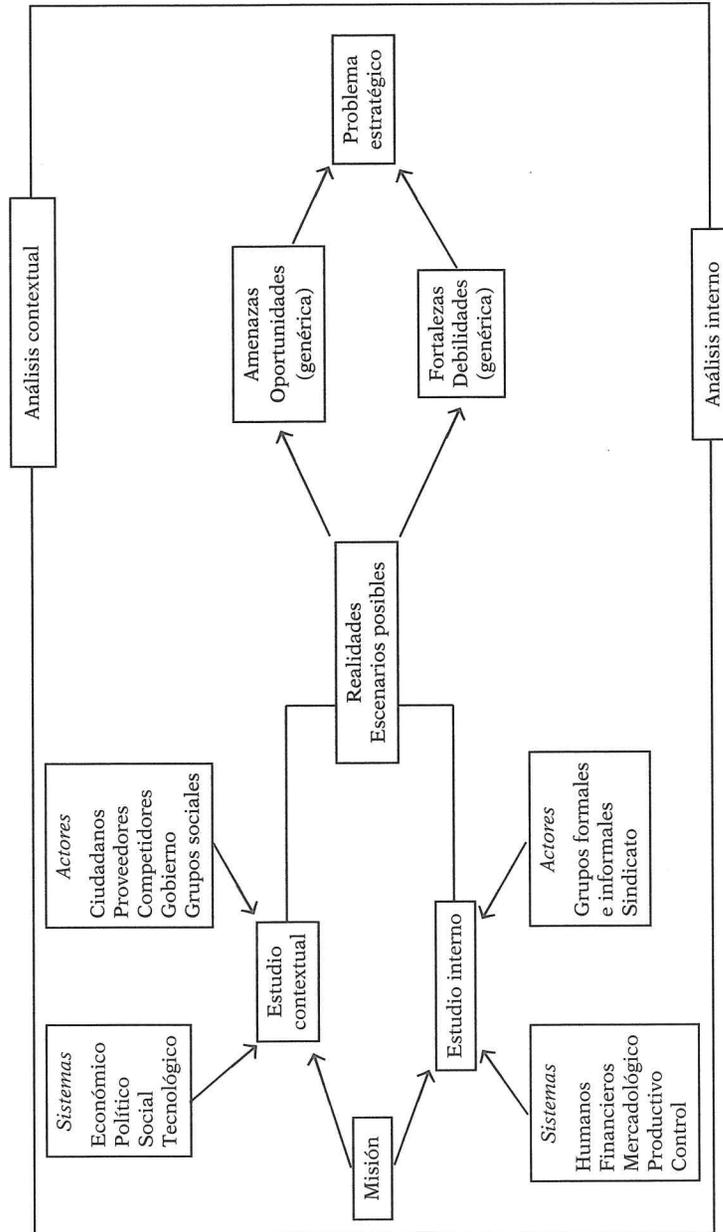 Análisis contextual
Sistemas
Económico
Político
Social
Tecnológico
Actores
Ciudadanos
Proveedores
Competidores
Gobierno
Grupos sociales
Estudio
contextual
Misión
Estudio interno
Sistemas
Humanos
Financieros
Mercadológico
Productivo
Control
Actores
Grupos formales
e informales
Sindicato
Realidades
Escenarios posibles
Amenazas
Oportunidades
(genérica)
Fortalezas
Debilidades
(genérica)
Problema
estratégico
Análisis interno